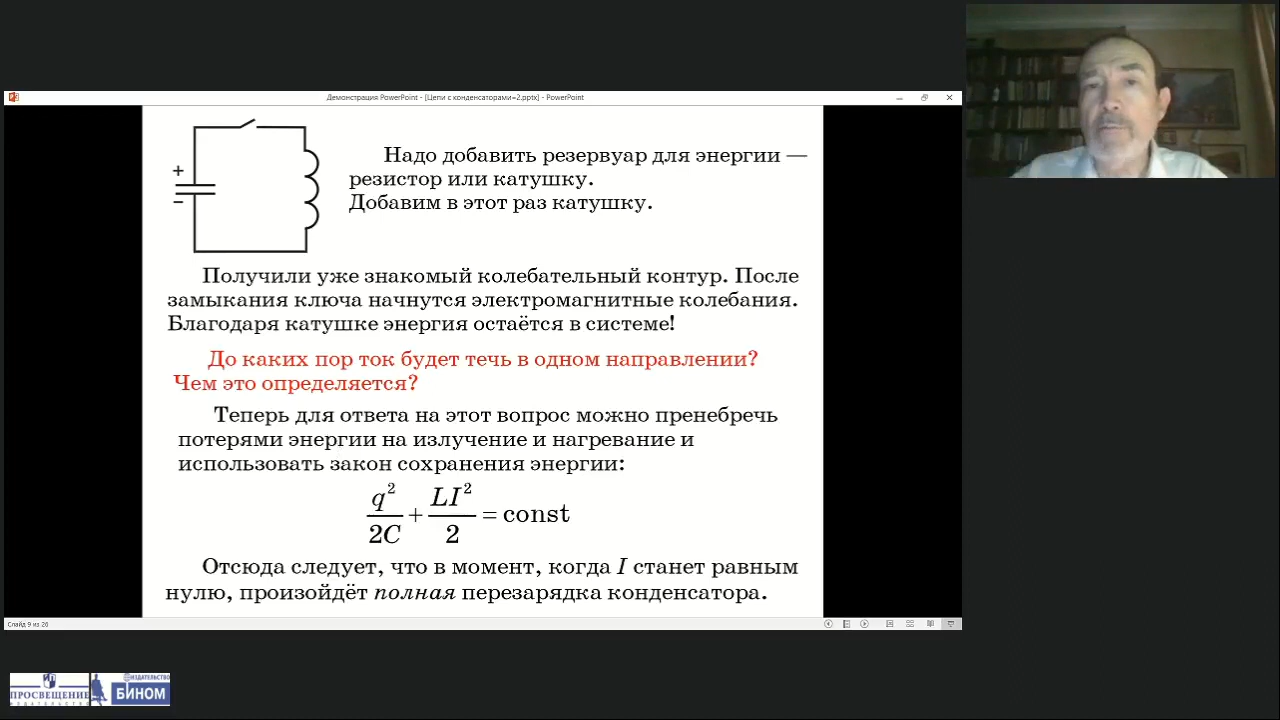 Демонстрация PowerPoint - [Цепи с конденсаторами=2.pptx] - PowerPoint
+
−
Надо добавить резервуар для энергии —
резистор или катушку.
Добавим в этот раз катушку.
Получили уже знакомый колебательный контур. После
замыкания ключа начнутся электромагнитные колебания.
Благодаря катушке энергия остаётся в системе!
До каких пор ток будет течь в одном направлении?
Чем это определяется?
Теперь для ответа на этот вопрос можно пренебречь
потерями энергии на излучение и нагревание и
использовать закон сохранения энергии:
q²/2C + LI²/2 = const
Отсюда следует, что в момент, когда I станет равным
нулю, произойдёт полная перезарядка конденсатора.
Слайд 9 из 26
ПРОСВЕЩЕНИЕ
ИЗДАТЕЛЬСТВО
ИЗДАТЕЛЬСТВО
БИНОМ